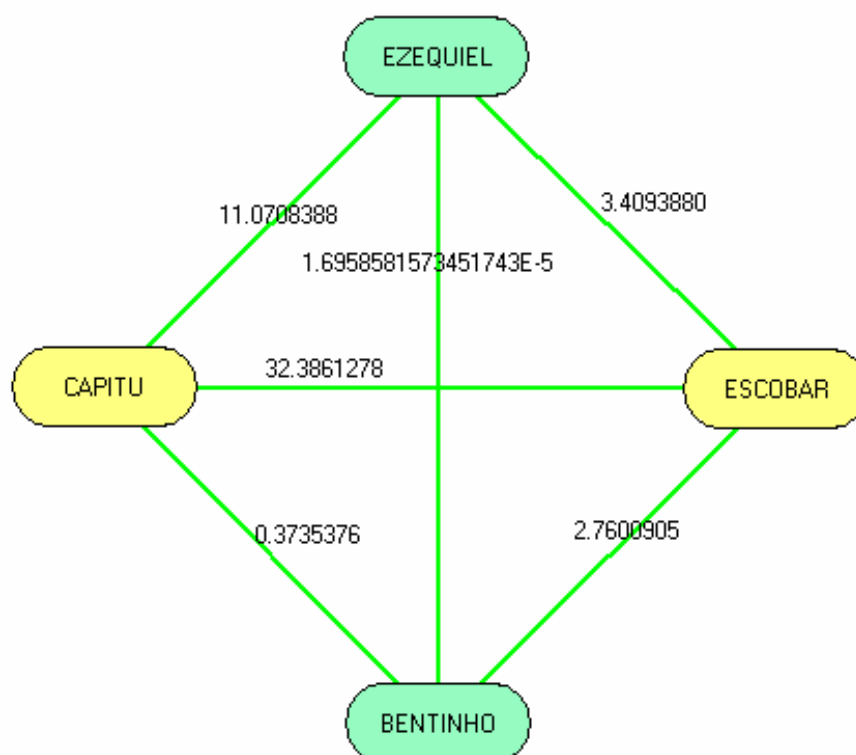 EZEQUIEL
11.0708388
3.4093880
1.6958581573451743E-5
32.3861278
CAPITU
ESCOBAR
0.3735376
2.7600905
BENTINHO